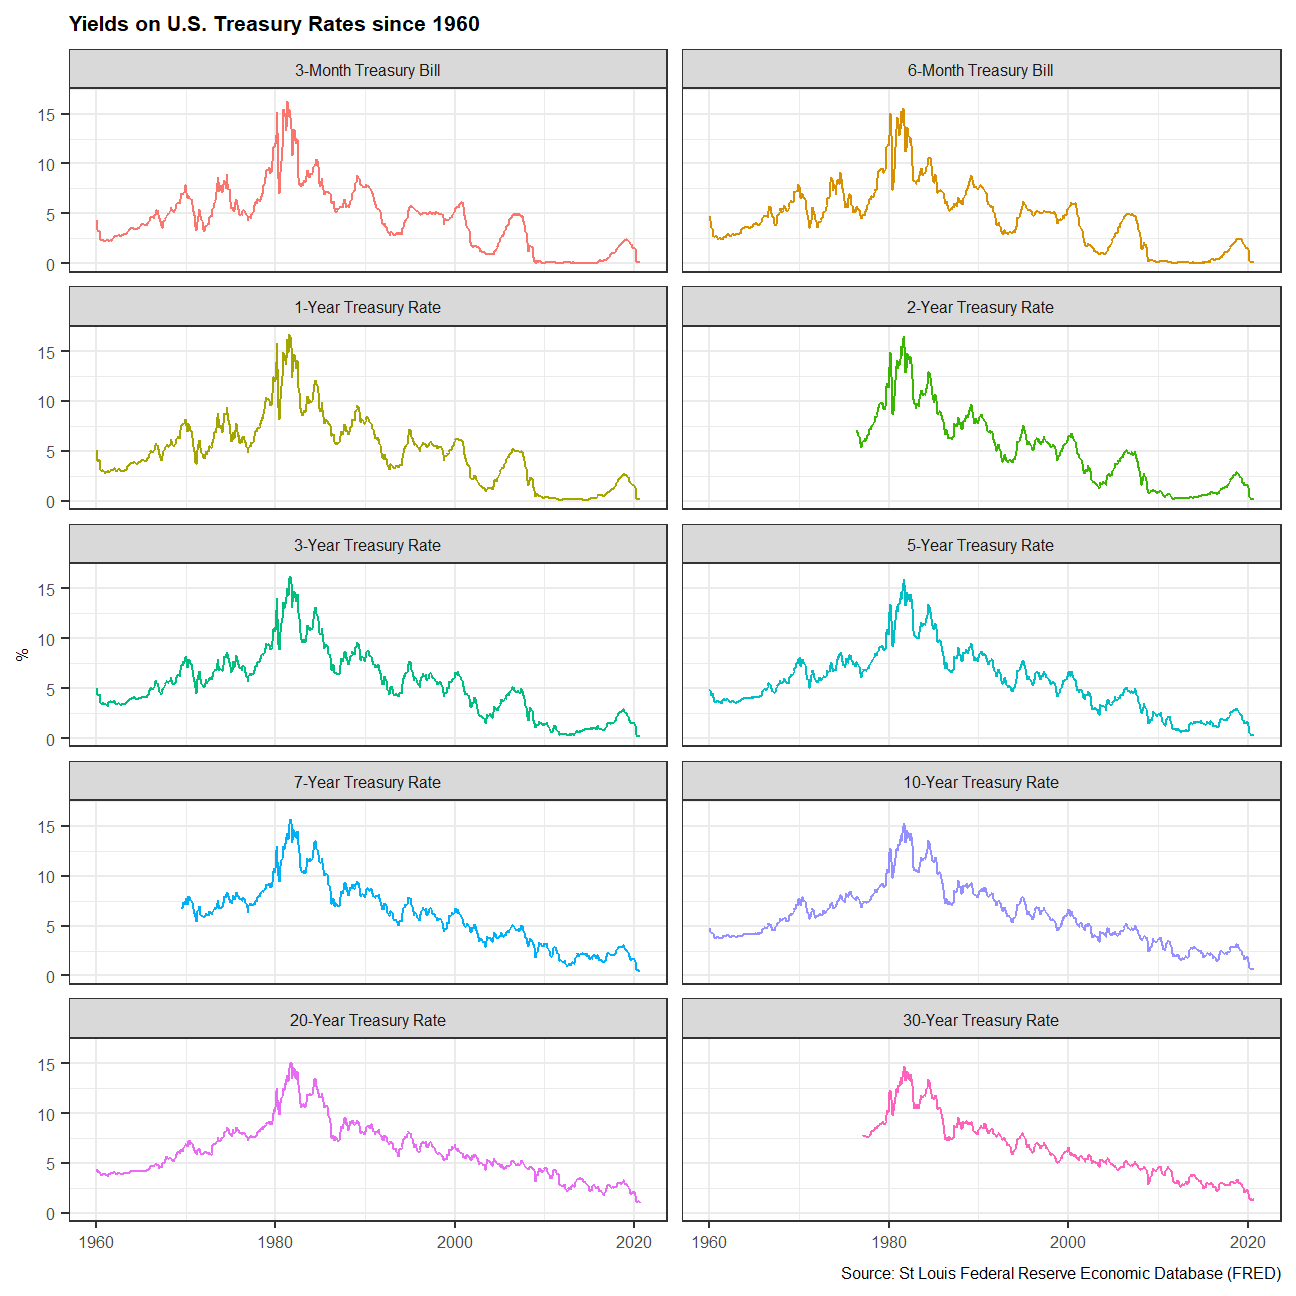 Yields on U.S. Treasury Rates since 1960
3-Month Treasury Bill
6-Month Treasury Bill
15
10
5
0
1-Year Treasury Rate
2-Year Treasury Rate
15
10
5
0
3-Year Treasury Rate
5-Year Treasury Rate
15
10
5
0
%
7-Year Treasury Rate
10-Year Treasury Rate
15
10
5
0
20-Year Treasury Rate
30-Year Treasury Rate
15
10
5
0
1960 1980 2000 2020 1960 1980 2000 2020
Source: St Louis Federal Reserve Economic Database (FRED)